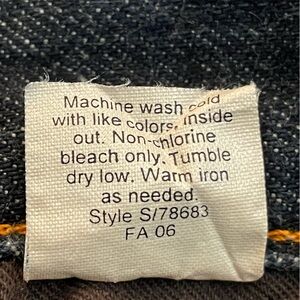 Machine wash cold
with like colors, inside
out. Non-chlorine
bleach only. Tumble
dry low. Warm iron
as needed.
Style S/78683
FA 06